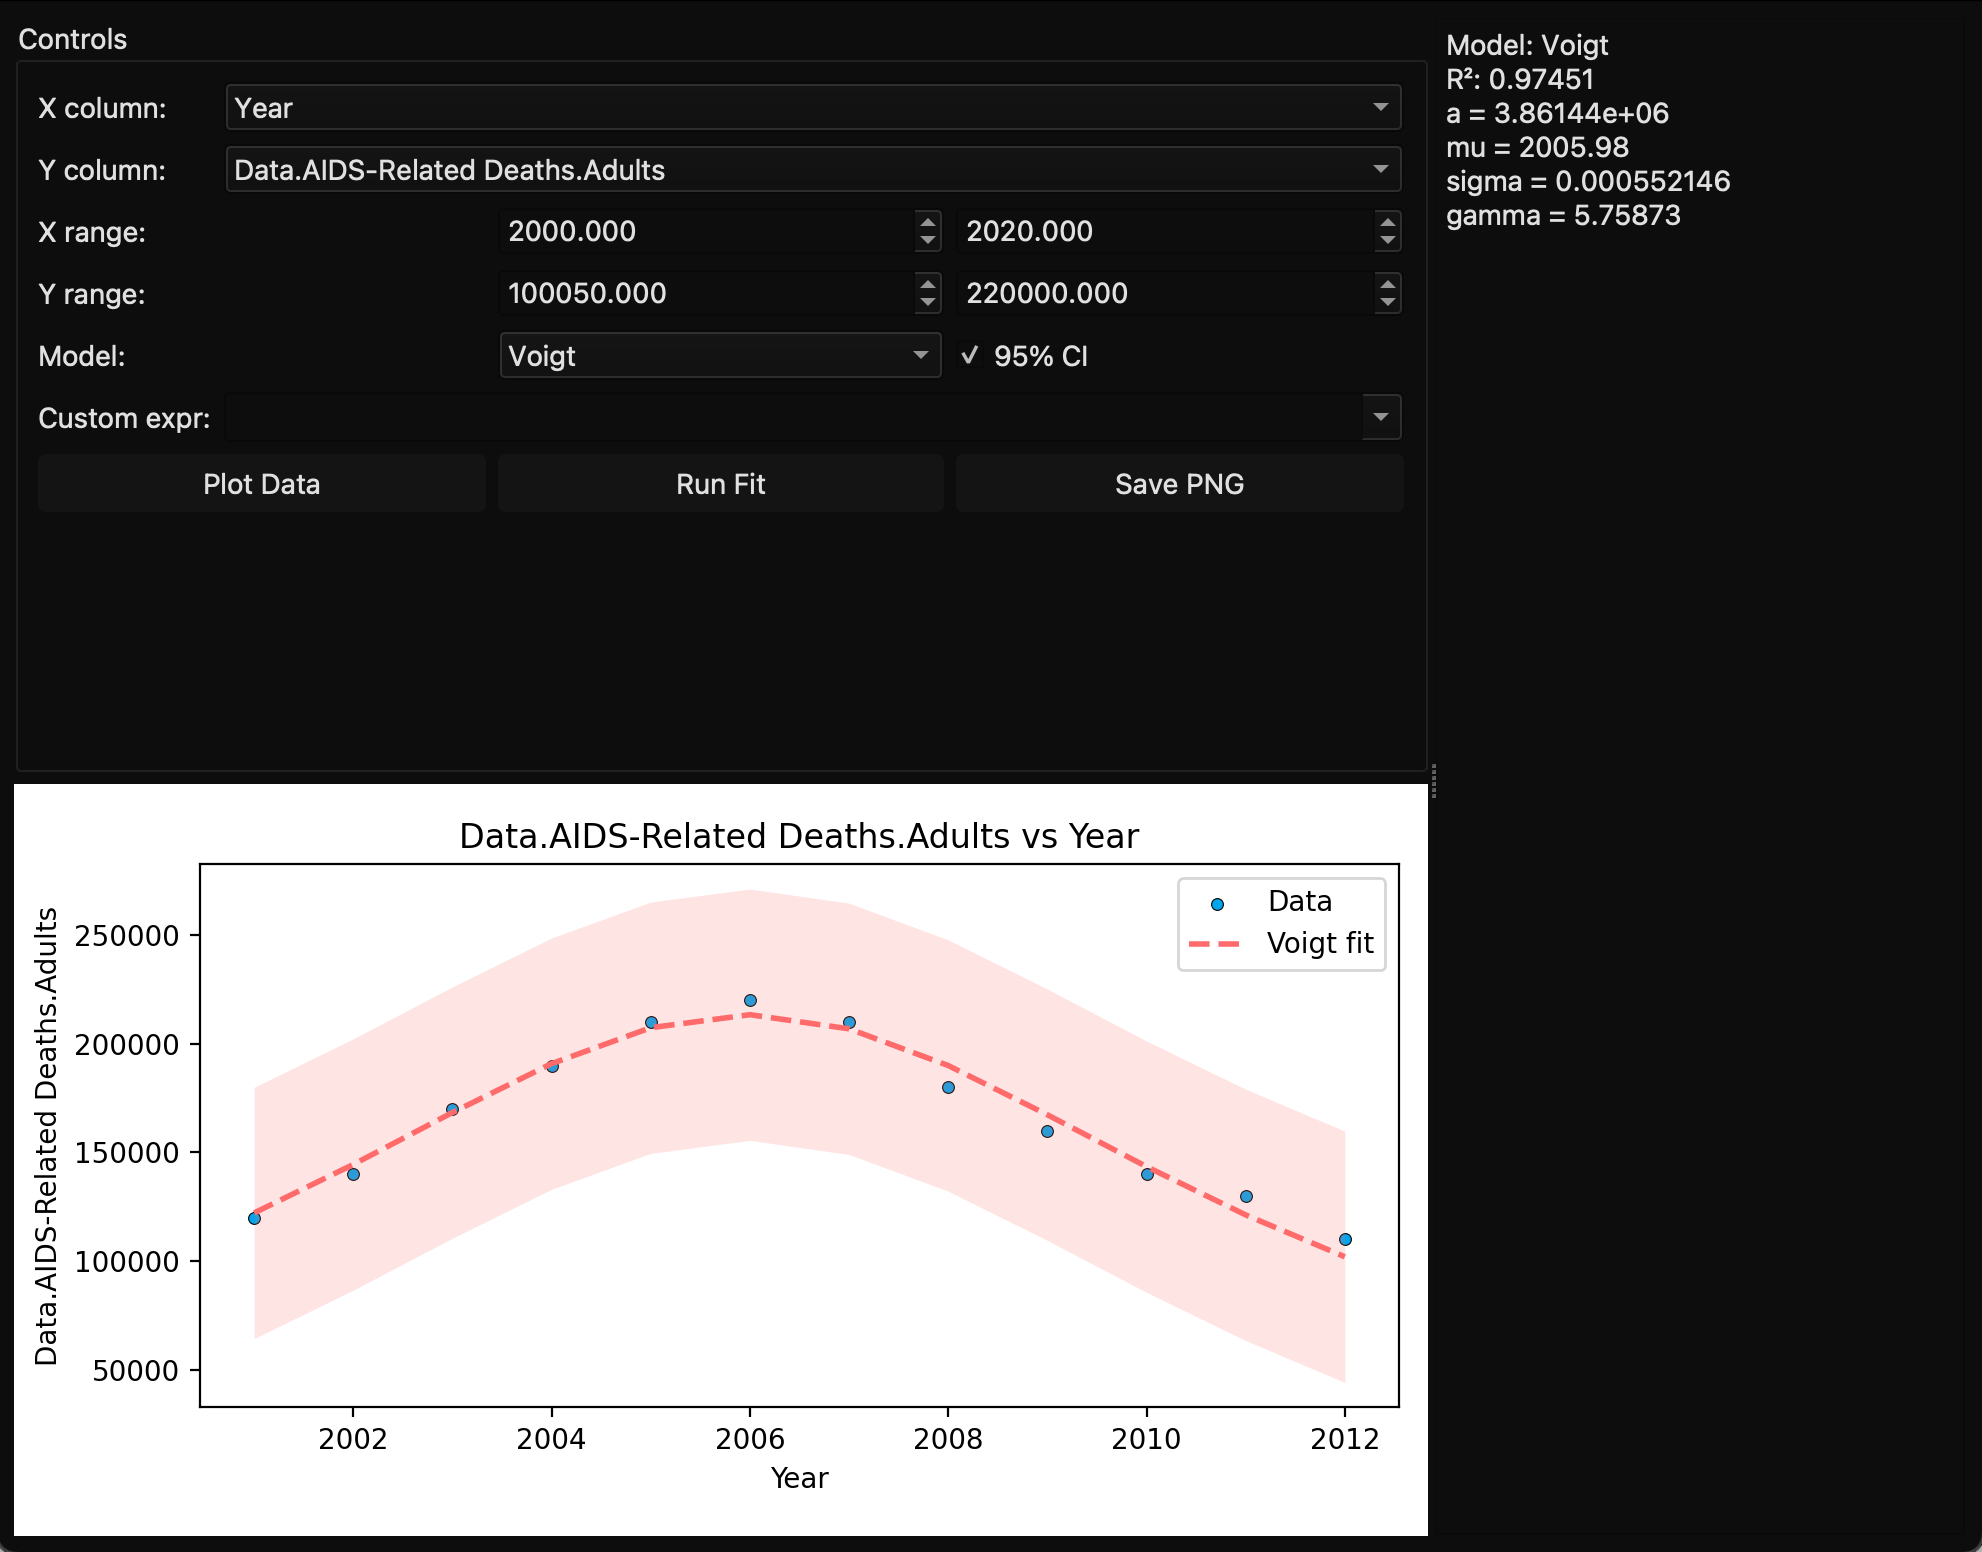 Controls
X column: Year
Y column: Data.AIDS-Related Deaths.Adults
X range: 2000.000 2020.000
Y range: 100050.000 220000.000
Model: Voigt ✓ 95% CI
Custom expr:
Plot Data Run Fit Save PNG
Model: Voigt
R²: 0.97451
a = 3.86144e+06
mu = 2005.98
sigma = 0.000552146
gamma = 5.75873
Data.AIDS-Related Deaths.Adults vs Year
Data
Voigt fit
Data.AIDS-Related Deaths.Adults
250000
200000
150000
100000
50000
2002 2004 2006 2008 2010 2012
Year